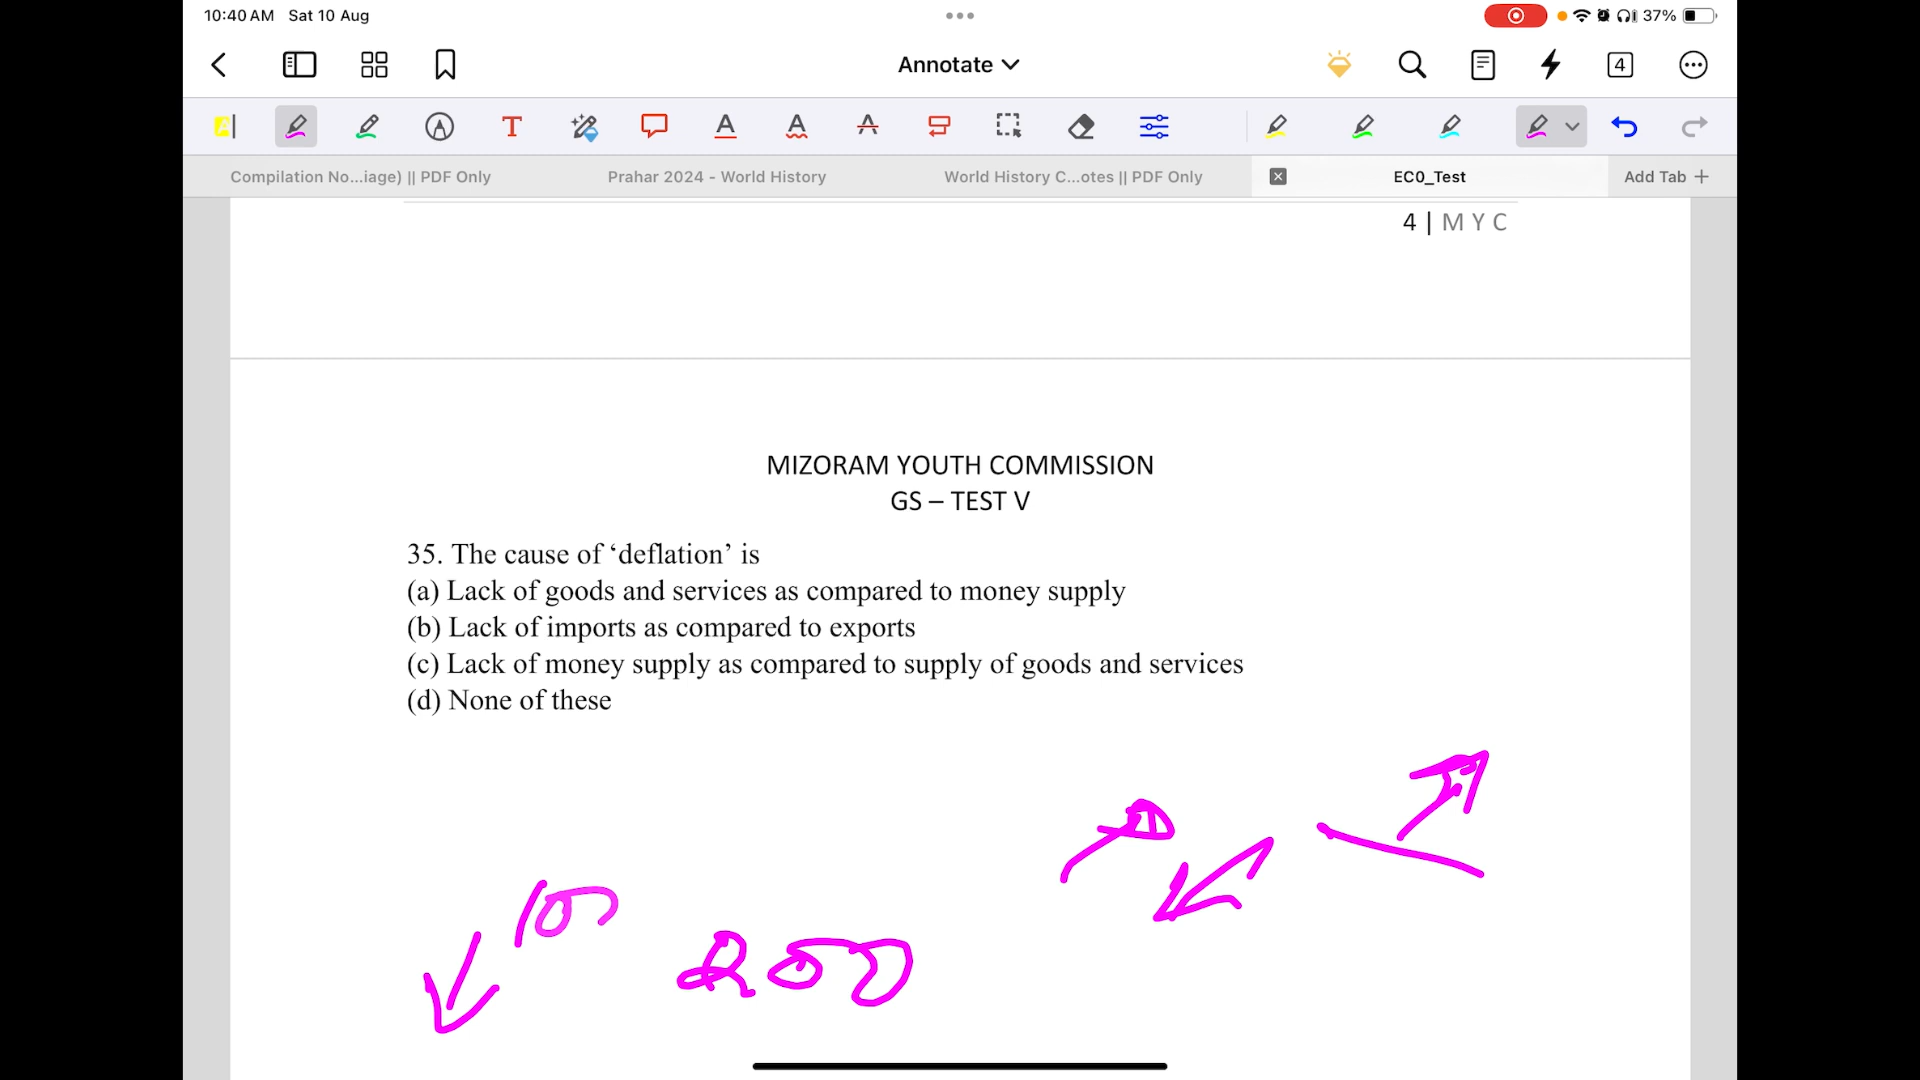 10:40 AM Sat 10 Aug
37%
Annotate
4
T
A
A
A
Compilation No...iage) || PDF Only
Prahar 2024 - World History
World History C...otes || PDF Only
EC0_Test
Add Tab +
4 | M Y C
MIZORAM YOUTH COMMISSION
GS – TEST V
35. The cause of ‘deflation’ is
(a) Lack of goods and services as compared to money supply
(b) Lack of imports as compared to exports
(c) Lack of money supply as compared to supply of goods and services
(d) None of these
100
200